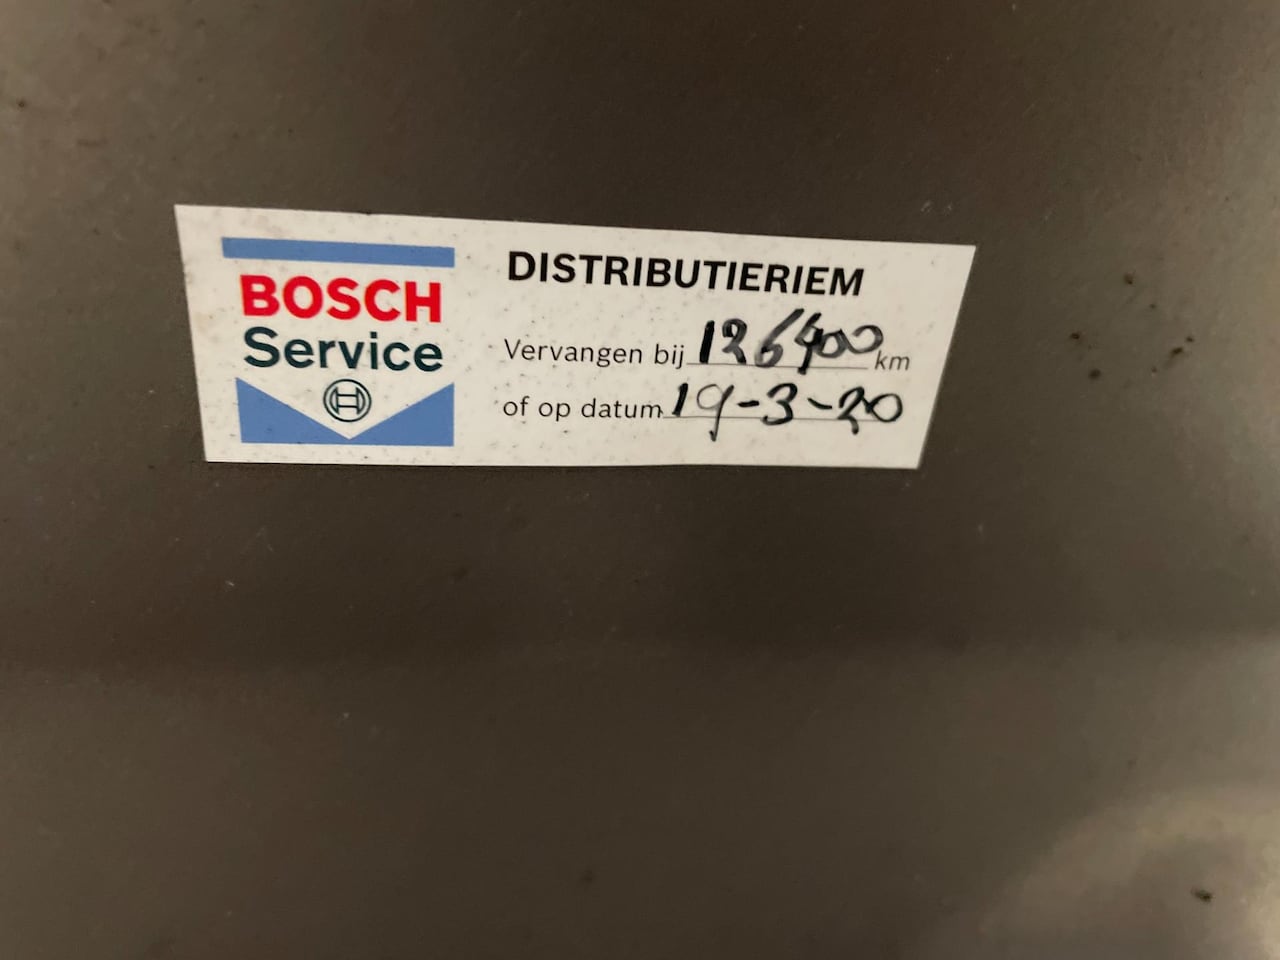 BOSCH
Service
DISTRIBUTIERIEM
Vervangen bij 126400 km
of op datum 19-3-20